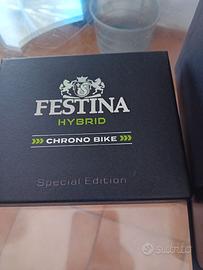 FESTINA
HYBRID
>>> CHRONO BIKE >>>
Special Edition
Subito.it